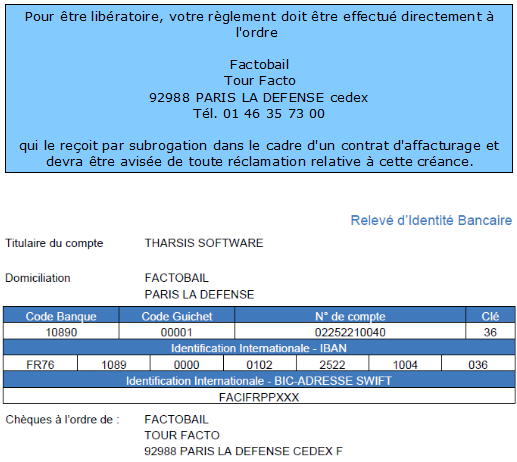 Pour être libératoire, votre règlement doit être effectué directement à
l'ordre
Factobail
Tour Facto
92988 PARIS LA DEFENSE cedex
Tél. 01 46 35 73 00
qui le reçoit par subrogation dans le cadre d'un contrat d'affacturage et
devra être avisée de toute réclamation relative à cette créance.
Relevé d'Identité Bancaire
Titulaire du compte THARSIS SOFTWARE
Domiciliation FACTOBAIL
PARIS LA DEFENSE
Code Banque Code Guichet N° de compte Clé
10890 00001 02252210040 36
Identification Internationale - IBAN
FR76 1089 0000 0102 2522 1004 036
Identification Internationale - BIC-ADRESSE SWIFT
FACIFRPPXXX
Chèques à l'ordre de : FACTOBAIL
TOUR FACTO
92988 PARIS LA DEFENSE CEDEX F